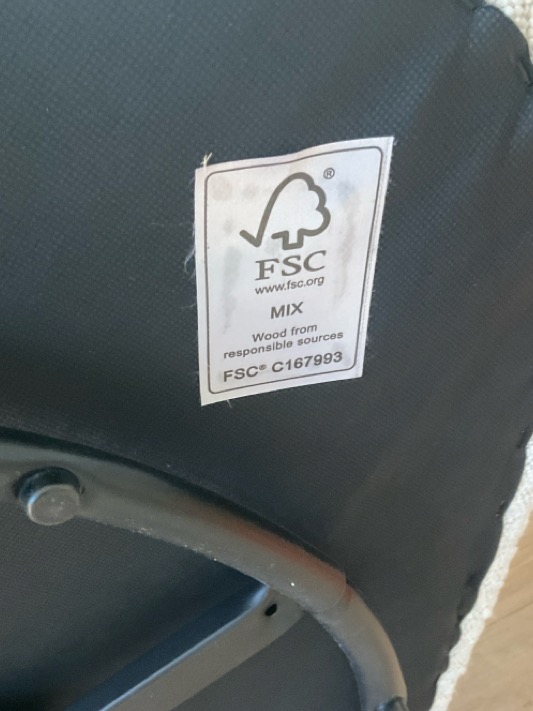 ®
FSC
www.fsc.org
MIX
Wood from
responsible sources
FSC® C167993